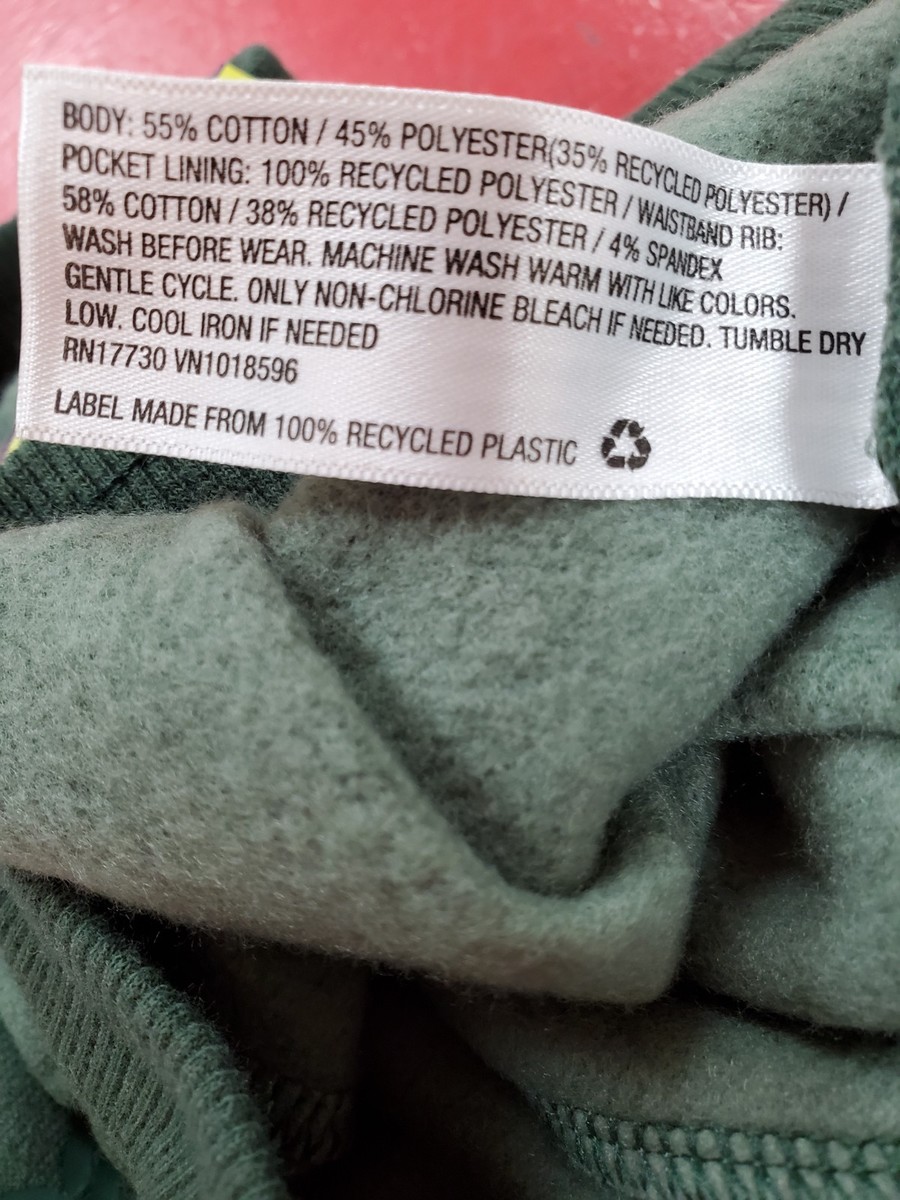 BODY: 55% COTTON / 45% POLYESTER(35% RECYCLED POLYESTER) /
POCKET LINING: 100% RECYCLED POLYESTER / WAISTBAND RIB:
58% COTTON / 38% RECYCLED POLYESTER / 4% SPANDEX
WASH BEFORE WEAR. MACHINE WASH WARM WITH LIKE COLORS.
GENTLE CYCLE. ONLY NON-CHLORINE BLEACH IF NEEDED. TUMBLE DRY
LOW. COOL IRON IF NEEDED
RN17730 VN1018596
LABEL MADE FROM 100% RECYCLED PLASTIC